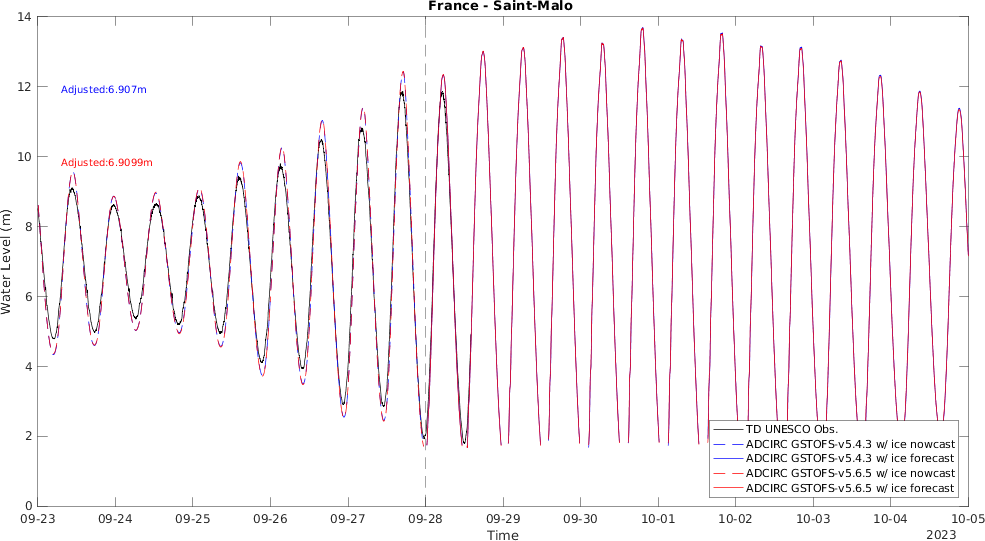 France - Saint-Malo
14
12
10
8
6
4
2
0
Water Level (m)
Adjusted:6.907m
Adjusted:6.9099m
TD UNESCO Obs.
ADCIRC GSTOFS-v5.4.3 w/ ice nowcast
ADCIRC GSTOFS-v5.4.3 w/ ice forecast
ADCIRC GSTOFS-v5.6.5 w/ ice nowcast
ADCIRC GSTOFS-v5.6.5 w/ ice forecast
09-23 09-24 09-25 09-26 09-27 09-28 09-29 09-30 10-01 10-02 10-03 10-04 10-05
Time
2023